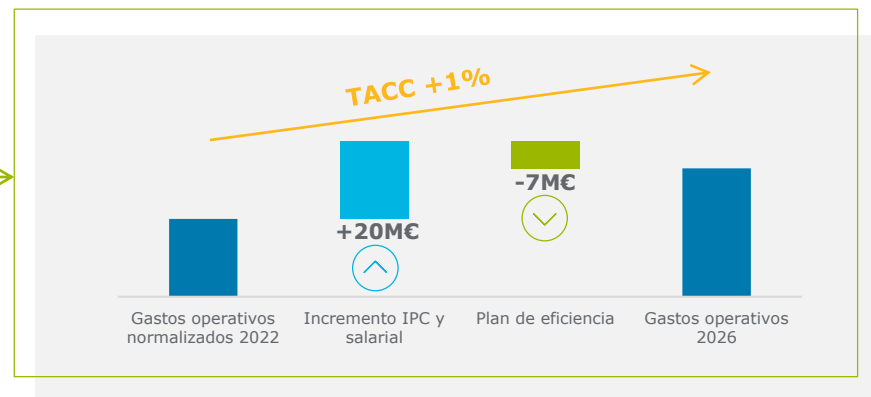 TACC +1%
-7M€
+20M€
Gastos operativos
normalizados 2022
Incremento IPC y
salarial
Plan de eficiencia
Gastos operativos
2026